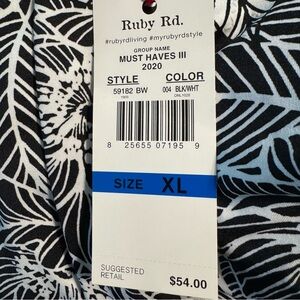 Ruby Rd.
#rubyrdliving #myrubyrdstyle
GROUP NAME
MUST HAVES III
2020
STYLE COLOR
59182 BW 004 BLK/WHT
8 25655 07195 9
SIZE XL
SUGGESTED
RETAIL
$54.00